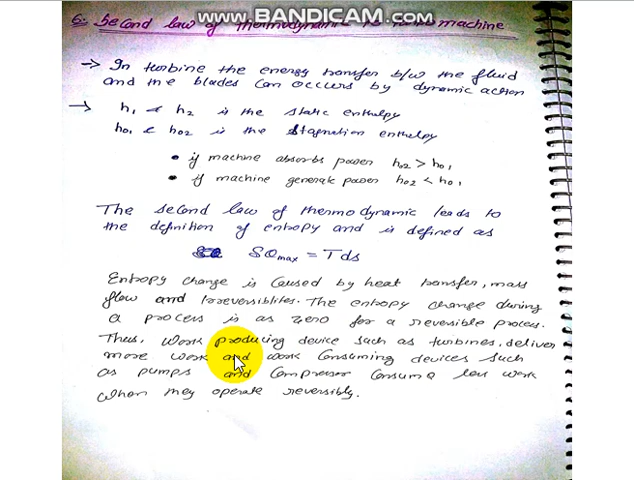 www.BANDICAM.com
6. Second law of thermodynamic to turbo machine
→ In turbine the energy transfer b/w the fluid
and the blades can occurs by dynamic action
→ h1 & h2 is the static enthalpy
h01 & h02 is the stagnation enthalpy
• if machine absorbs power h02 > h01
• If machine generate power h02 < h01
The second law of thermodynamic leads to
the definition of entropy and is defined as
SQmax = Tds
Entropy change is caused by heat transfer, mass
flow and Irreversiblites. The entropy change during
a process is as zero for a reversible process.
Thus, work producing device such as turbines, deliver
more work and work consuming devices such
as pumps and compressor consume less work
when they operate reversibly.